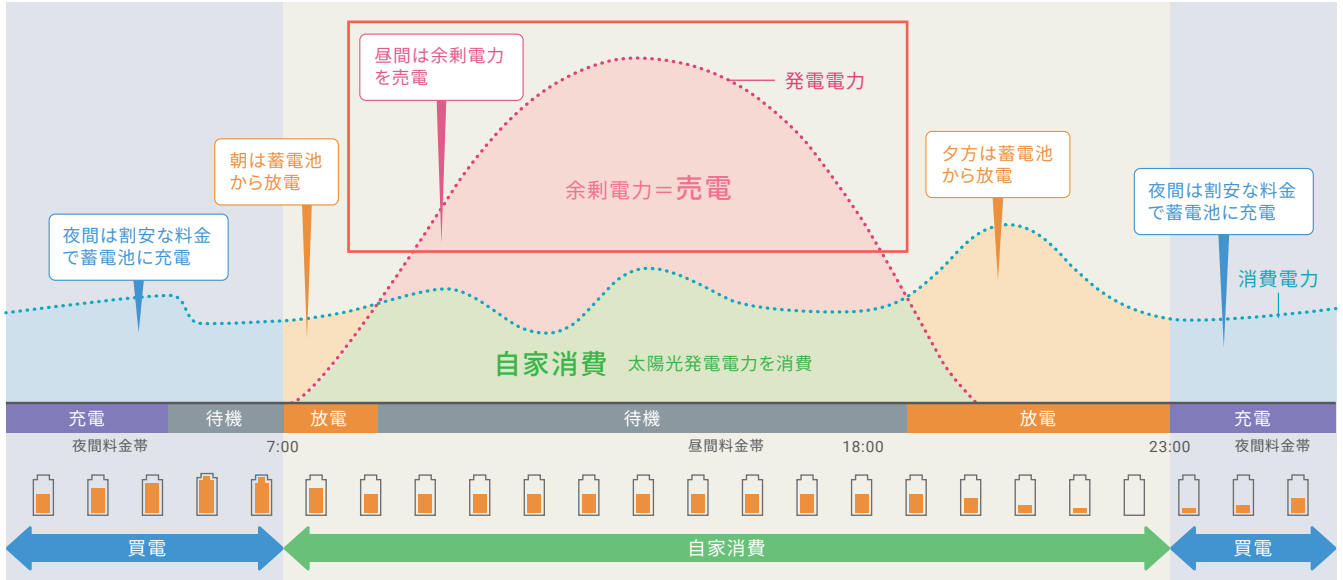 昼間は余剰電力
を売電
発電電力
朝は蓄電池
から放電
夕方は蓄電池
から放電
余剰電力＝売電
夜間は割安な料金
で蓄電池に充電
夜間は割安な料金
で蓄電池に充電
消費電力
自家消費 太陽光発電電力を消費
充電 待機 放電 待機 放電 充電
夜間料金帯 7:00 昼間料金帯 18:00 23:00 夜間料金帯
買電 自家消費 買電